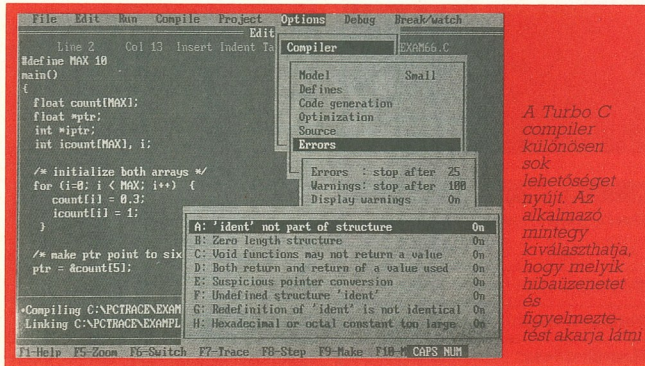 File Edit Run Compile Project Options Debug Break/watch
Edit
Line 2 Col 13 Insert Indent Ta EXAM66.C
#define MAX 10
main()
{
float count[MAX];
float *ptr;
int *iptr;
int icount[MAX], i;
/* initialize both arrays */
for (i=0; i < MAX; i++) {
count[i] = 0.3;
icount[i] = 1;
}
/* make ptr point to six
ptr = &count[5];
•Compiling C:\PCTRACE\EXAM
Linking C:\PCTRACE\EXAMPL
Compiler
Model Small
Defines
Code generation
Optimization
Source
Errors
Errors : stop after 25
Warnings: stop after 100
Display warnings On
A: 'ident' not part of structure On
B: Zero length structure On
C: Void functions may not return a value On
D: Both return and return of a value used On
E: Suspicious pointer conversion On
F: Undefined structure 'ident' On
G: Redefinition of 'ident' is not identical On
H: Hexadecimal or octal constant too large On
F1-Help F5-Zoom F6-Switch F7-Trace F8-Step F9-Make F10-M CAPS NUM
A Turbo C
compiler
különösen
sok
lehetőséget
nyújt. Az
alkalmazó
mintegy
kiválaszthatja,
hogy melyik
hibaüzenetet
és
figyelmezte-
tést akarja látni